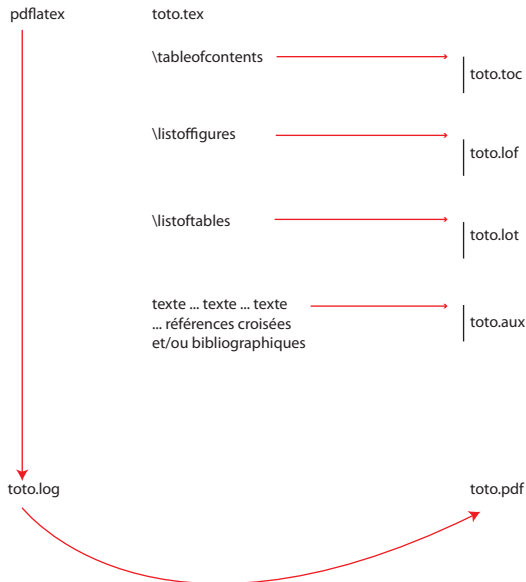 pdflatex
toto.tex
\tableofcontents
toto.toc
\listoffigures
toto.lof
\listoftables
toto.lot
texte ... texte ... texte
... références croisées
et/ou bibliographiques
toto.aux
toto.log
toto.pdf